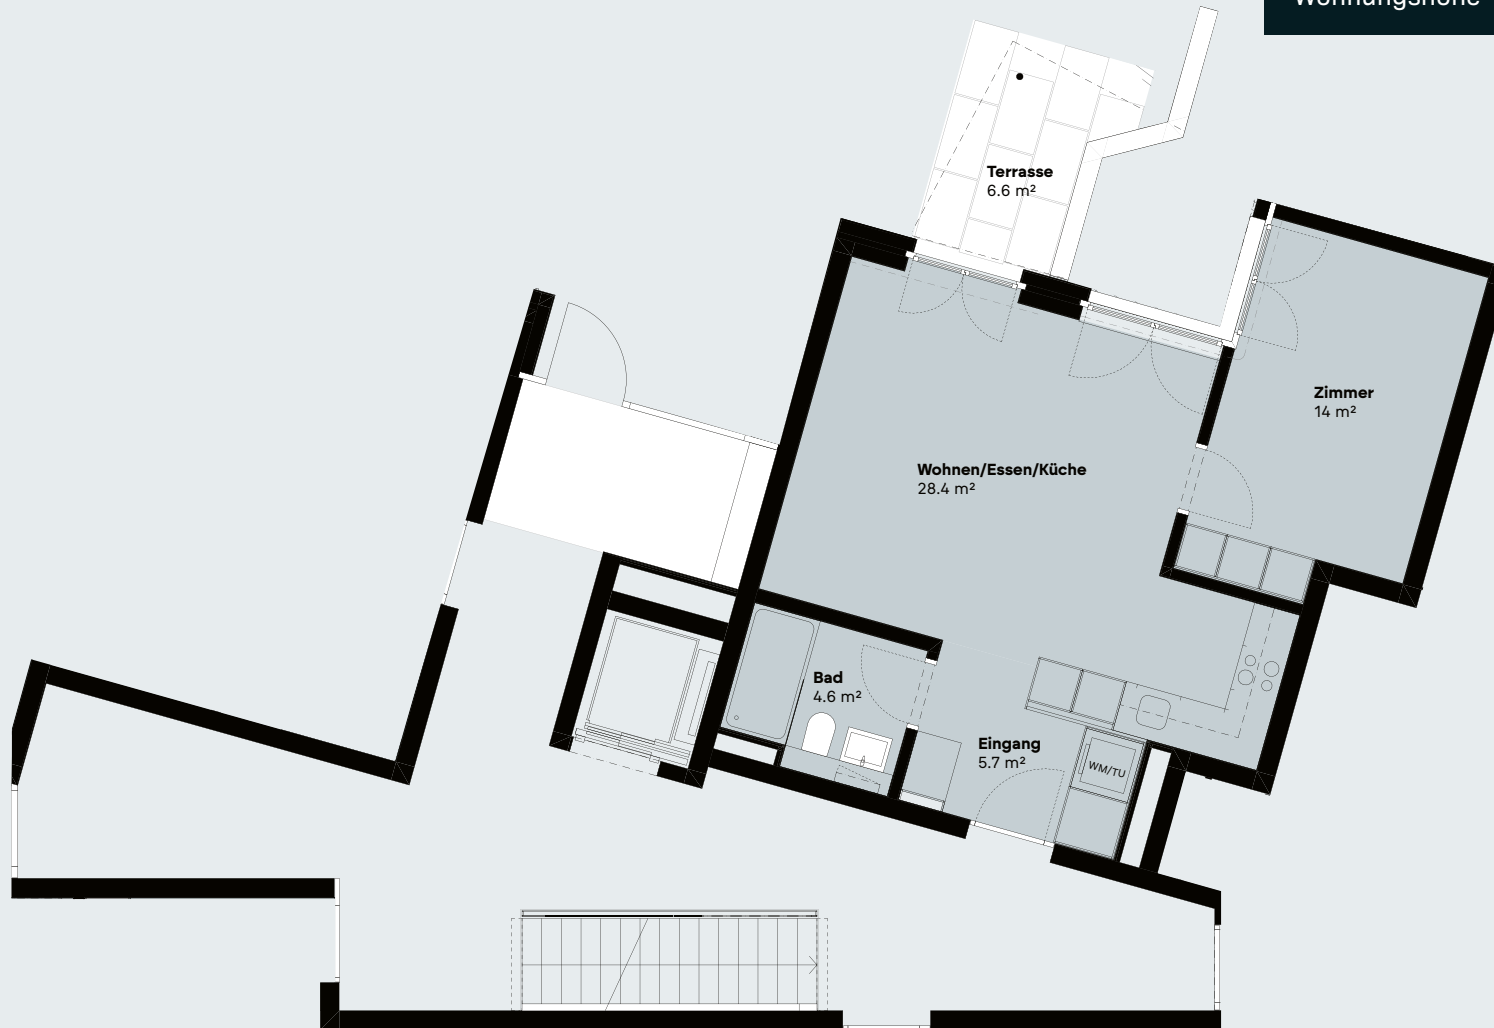 Wohnungshöhe
Terrasse
6.6 m²
Zimmer
14 m²
Wohnen/Essen/Küche
28.4 m²
Bad
4.6 m²
Eingang
5.7 m²
WM/TU